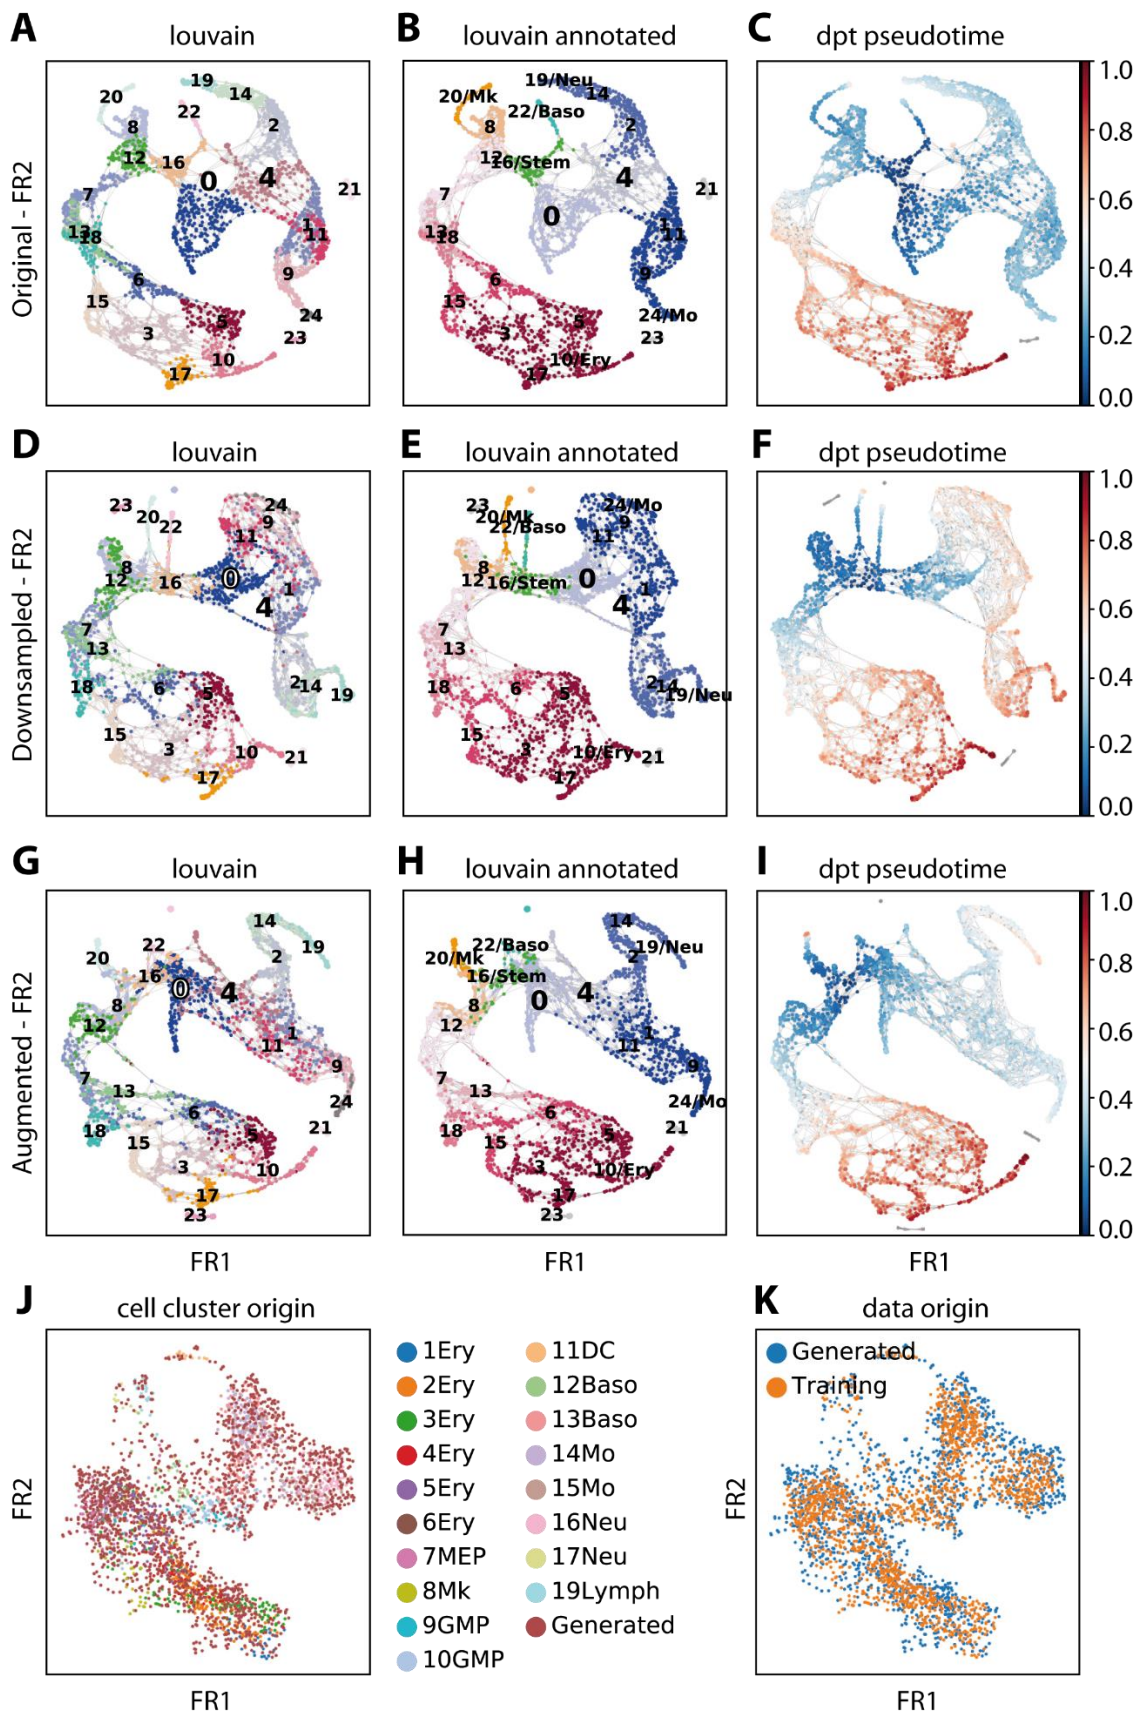 A
louvain
B
louvain annotated
C
dpt pseudotime
Original - FR2
19
20
14
22
8
2
12
16
0
4
21
7
1
13
18
11
6
9
15
24
3
5
23
10
17
19/Neu
20/Mk
14
22/Baso
8
2
12
16/Stem
4
21
7
0
1
13
18
11
6
9
15
24/Mo
3
5
23
10/Ery
17
1.0
0.8
0.6
0.4
0.2
0.0
D
louvain
E
louvain annotated
F
dpt pseudotime
Downsampled - FR2
23
20
22
24
9
11
8
12
16
0
1
4
7
13
18
6
5
2
14
19
15
3
10
21
17
23
20/Mk
22/Baso
24/Mo
9
11
8
12
16/Stem
0
1
4
7
13
18
6
5
2
14
19/Neu
15
3
10/Ery
21
17
1.0
0.8
0.6
0.4
0.2
0.0
G
louvain
H
louvain annotated
I
dpt pseudotime
Augmented - FR2
14
22
19
20
16
2
0
4
8
12
1
11
7
13
9
6
24
18
15
5
21
3
10
17
23
14
22/Baso
19/Neu
20/Mk
2
16/Stem
0
4
8
12
1
11
7
13
9
6
24/Mo
18
15
5
21
3
10/Ery
17
23
1.0
0.8
0.6
0.4
0.2
0.0
FR1
FR1
J
cell cluster origin
K
data origin
FR2
1Ery
2Ery
3Ery
4Ery
5Ery
6Ery
7MEP
8Mk
9GMP
10GMP
11DC
12Baso
13Baso
14Mo
15Mo
16Neu
17Neu
19Lymph
Generated
FR2
Generated
Training
FR1
FR1